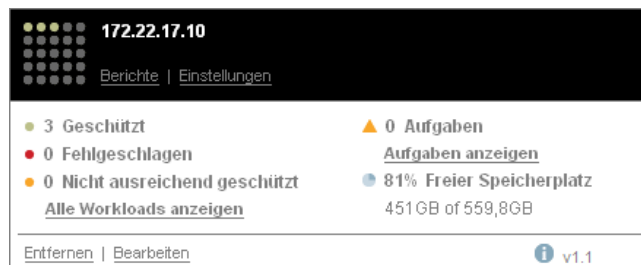 172.22.17.10
Berichte | Einstellungen
3 Geschützt
0 Fehlgeschlagen
0 Nicht ausreichend geschützt
Alle Workloads anzeigen
0 Aufgaben
Aufgaben anzeigen
81% Freier Speicherplatz
451GB of 559,8GB
Entfernen | Bearbeiten
v1.1